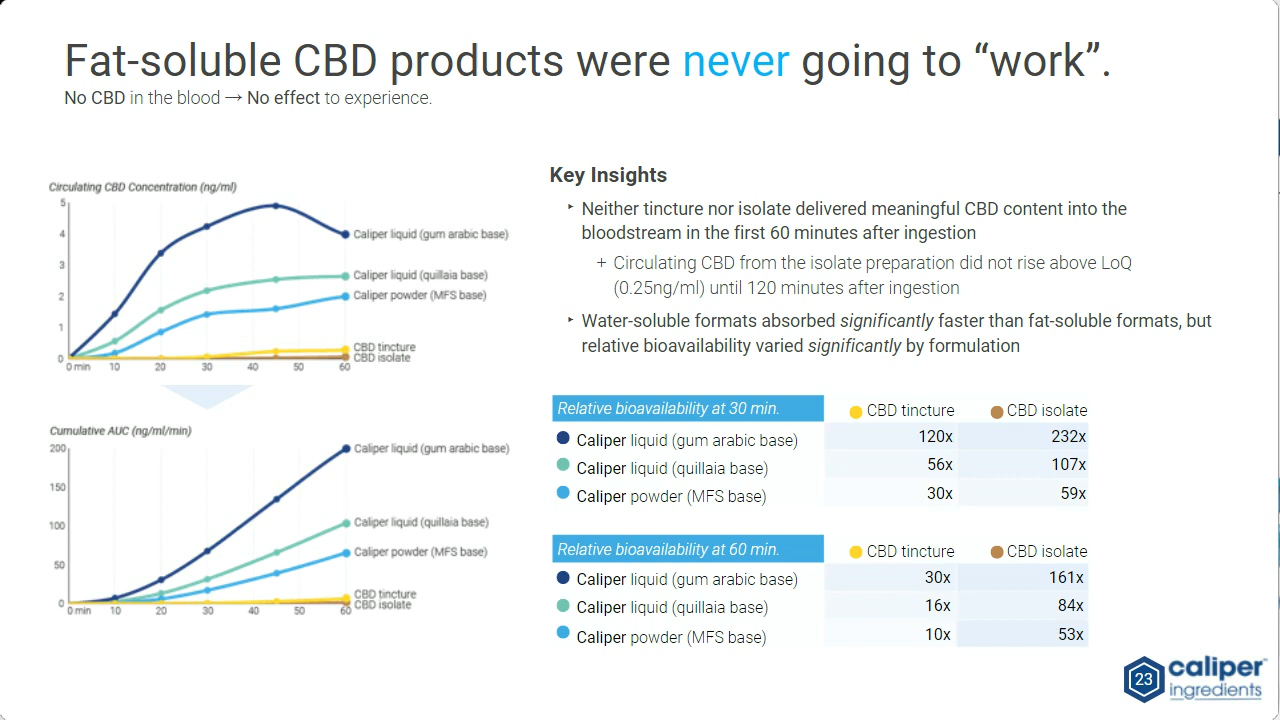 Fat-soluble CBD products were never going to “work”.
No CBD in the blood → No effect to experience.
Circulating CBD Concentration (ng/ml)
5
4
3
2
1
0
0 min 10 20 30 40 50 60
Caliper liquid (gum arabic base)
Caliper liquid (quillaia base)
Caliper powder (MFS base)
CBD tincture
CBD isolate
Cumulative AUC (ng/ml/min)
200
150
100
50
0
0 min 10 20 30 40 50 60
Caliper liquid (gum arabic base)
Caliper liquid (quillaia base)
Caliper powder (MFS base)
CBD tincture
CBD isolate
Key Insights
‣ Neither tincture nor isolate delivered meaningful CBD content into the
bloodstream in the first 60 minutes after ingestion
+ Circulating CBD from the isolate preparation did not rise above LoQ
(0.25ng/ml) until 120 minutes after ingestion
‣ Water-soluble formats absorbed significantly faster than fat-soluble formats, but
relative bioavailability varied significantly by formulation
Relative bioavailability at 30 min. CBD tincture CBD isolate
Caliper liquid (gum arabic base) 120x 232x
Caliper liquid (quillaia base) 56x 107x
Caliper powder (MFS base) 30x 59x
Relative bioavailability at 60 min. CBD tincture CBD isolate
Caliper liquid (gum arabic base) 30x 161x
Caliper liquid (quillaia base) 16x 84x
Caliper powder (MFS base) 10x 53x
23
caliper™
ingredients